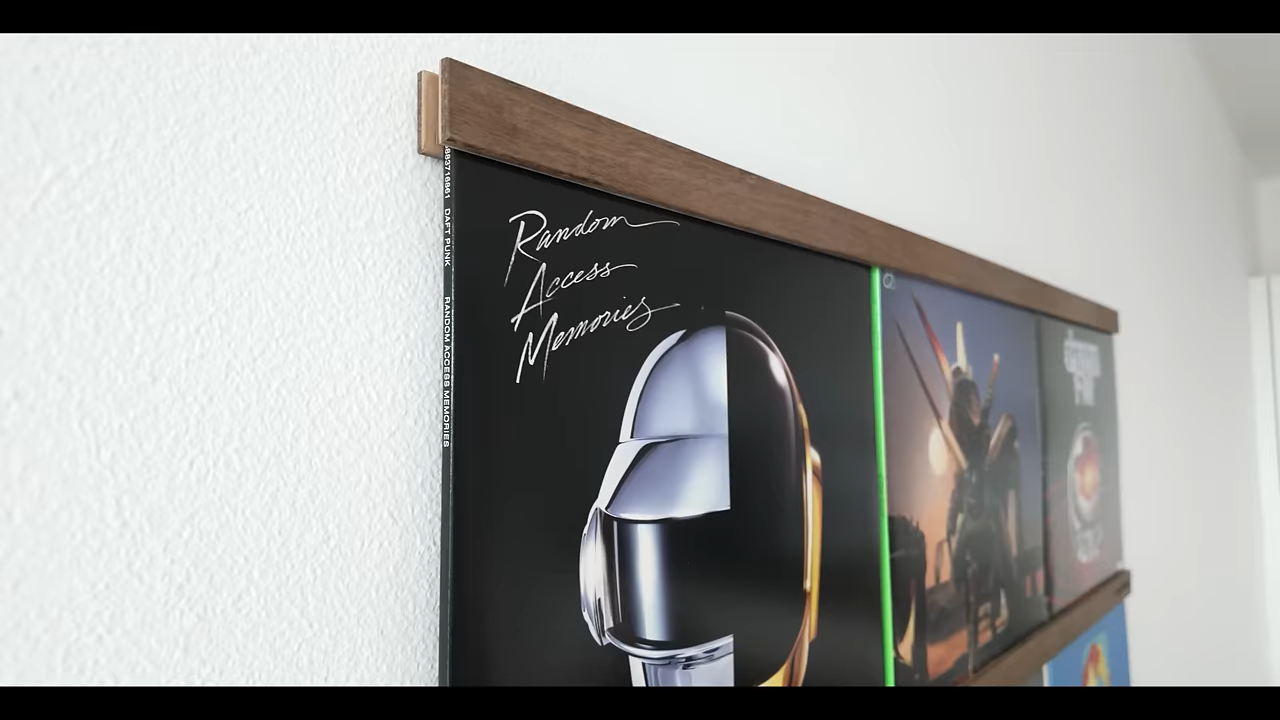 Random
Access
Memories
DAFT PUNK
RANDOM ACCESS MEMORIES